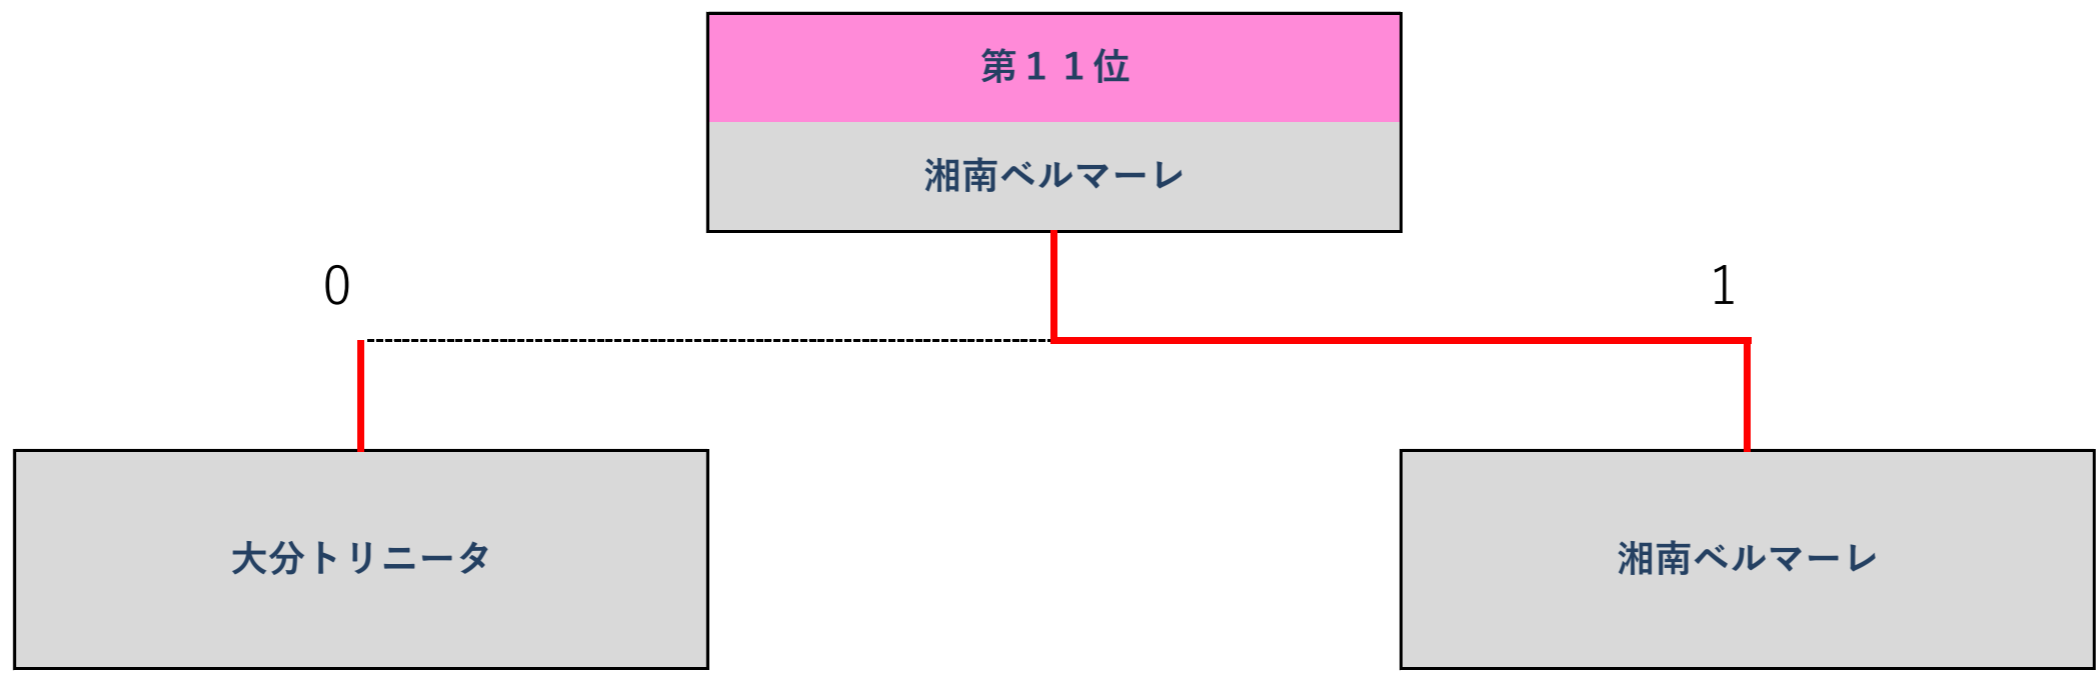 第１１位
湘南ベルマーレ
0
1
大分トリニータ
湘南ベルマーレ